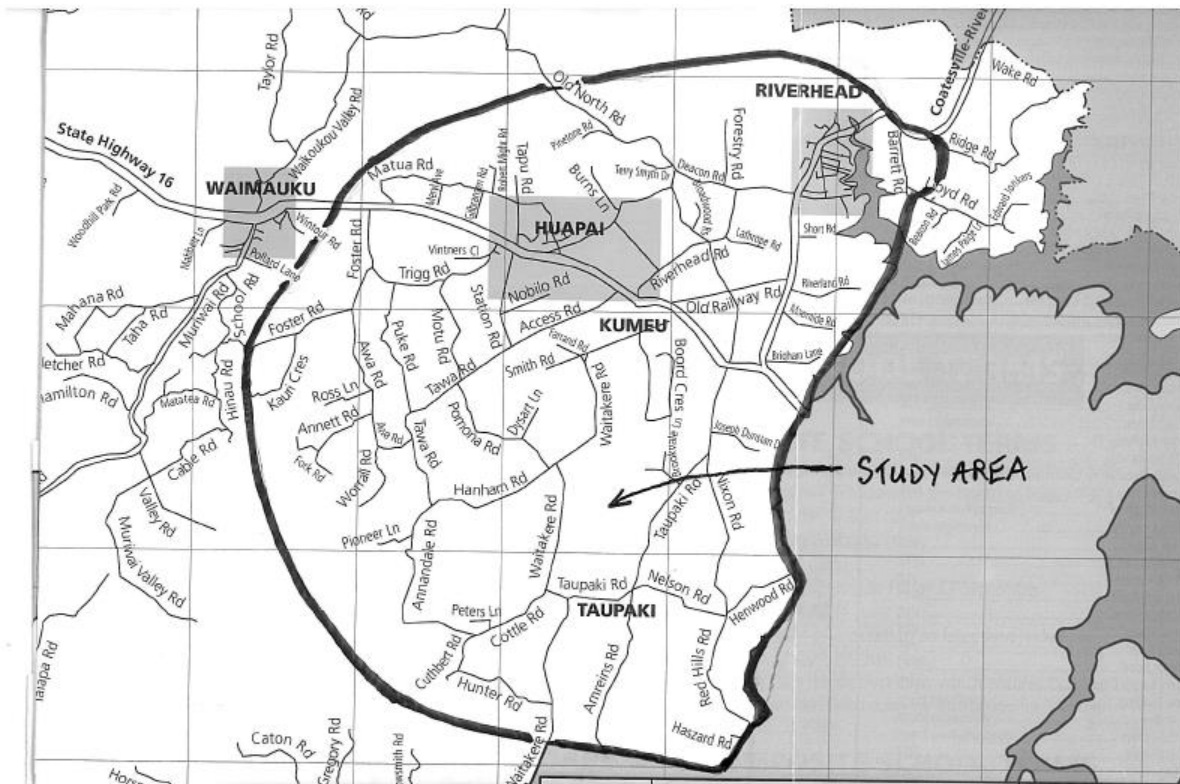 Taylor Rd
Waikoukou Valley Rd
State Highway 16
WAIMAUKU
Woodhill Park Rd
Wintour Rd
Pollard Lane
Matua Rd
Old North Rd
Pinetone Rd
Tapu Rd
Burns Ln
Terry Smyth Dr
Deacon Rd
Forestry Rd
RIVERHEAD
Coatesville-River
Wake Rd
Ridge Rd
Barrett Rd
Lloyd Rd
HUAPAI
Vintners Cl
Trigg Rd
Foster Rd
Station Rd
Nobilo Rd
Access Rd
Riverhead Rd
Lathrope Rd
Short Rd
Old Railway Rd
Riverland Rd
KUMEU
Brigham Lane
Mahana Rd
Taha Rd
Muriwai Rd
School Rd
Foster Rd
letcher Rd
amilton Rd
Matatea Rd
Hinau Rd
Kauri Cres
Awa Rd
Puke Rd
Motu Rd
Tawa Rd
Smith Rd
Waitakere Rd
Boord Cres
Ross Ln
Annett Rd
Fork Rd
Worrall Rd
Tawa Rd
Pomona Rd
Dysart Ln
Cable Rd
Valley Rd
Muriwai Valley Rd
Hanham Rd
Taupaki Rd
Nixon Rd
STUDY AREA
Pioneer Ln
Annandale Rd
Waitakere Rd
Taupaki Rd
Nelson Rd
TAUPAKI
Henwood Rd
Peters Ln
Cottle Rd
Cuthbert Rd
Hunter Rd
Amreins Rd
Red Hills Rd
Haszard Rd
Waitakere Rd
Caton Rd
Gregory Rd